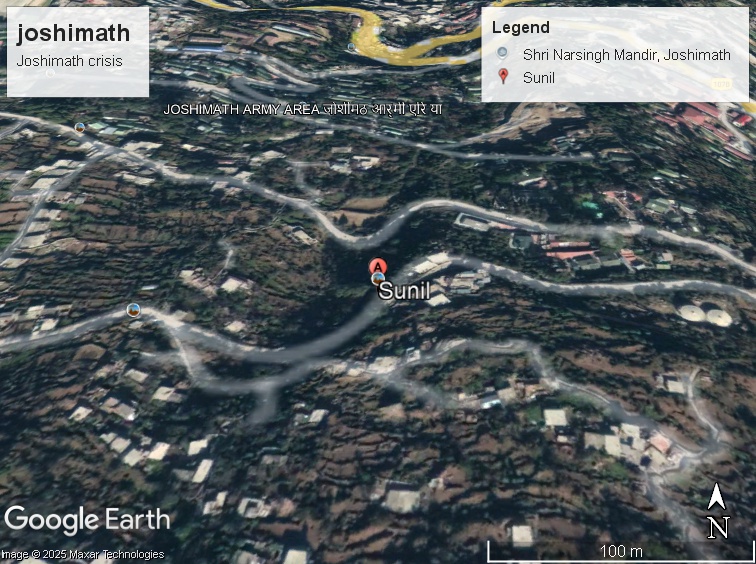 joshimath
Joshimath crisis
Legend
Shri Narsingh Mandir, Joshimath
Sunil
JOSHIMATH ARMY AREA जोशीमठ आर्मी एरिया
A
Sunil
Google Earth
Image © 2025 Maxar Technologies
N
100 m